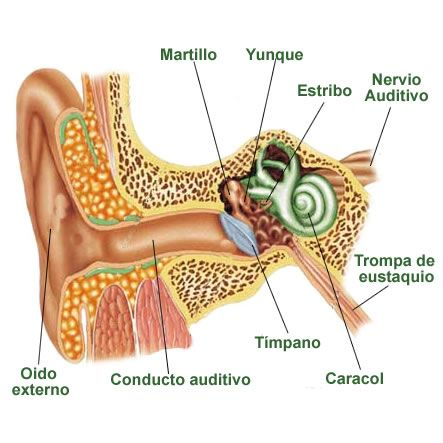 Martillo
Yunque
Estribo
Nervio
Auditivo
Trompa de
eustaquio
Tímpano
Caracol
Conducto auditivo
Oido
externo